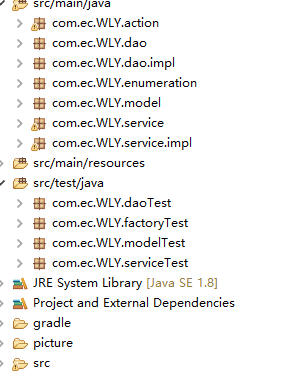 src/main/java
com.ec.WLY.action
com.ec.WLY.dao
com.ec.WLY.dao.impl
com.ec.WLY.enumeration
com.ec.WLY.model
com.ec.WLY.service
com.ec.WLY.service.impl
src/main/resources
src/test/java
com.ec.WLY.daoTest
com.ec.WLY.factoryTest
com.ec.WLY.modelTest
com.ec.WLY.serviceTest
JRE System Library [Java SE 1.8]
Project and External Dependencies
gradle
picture
src